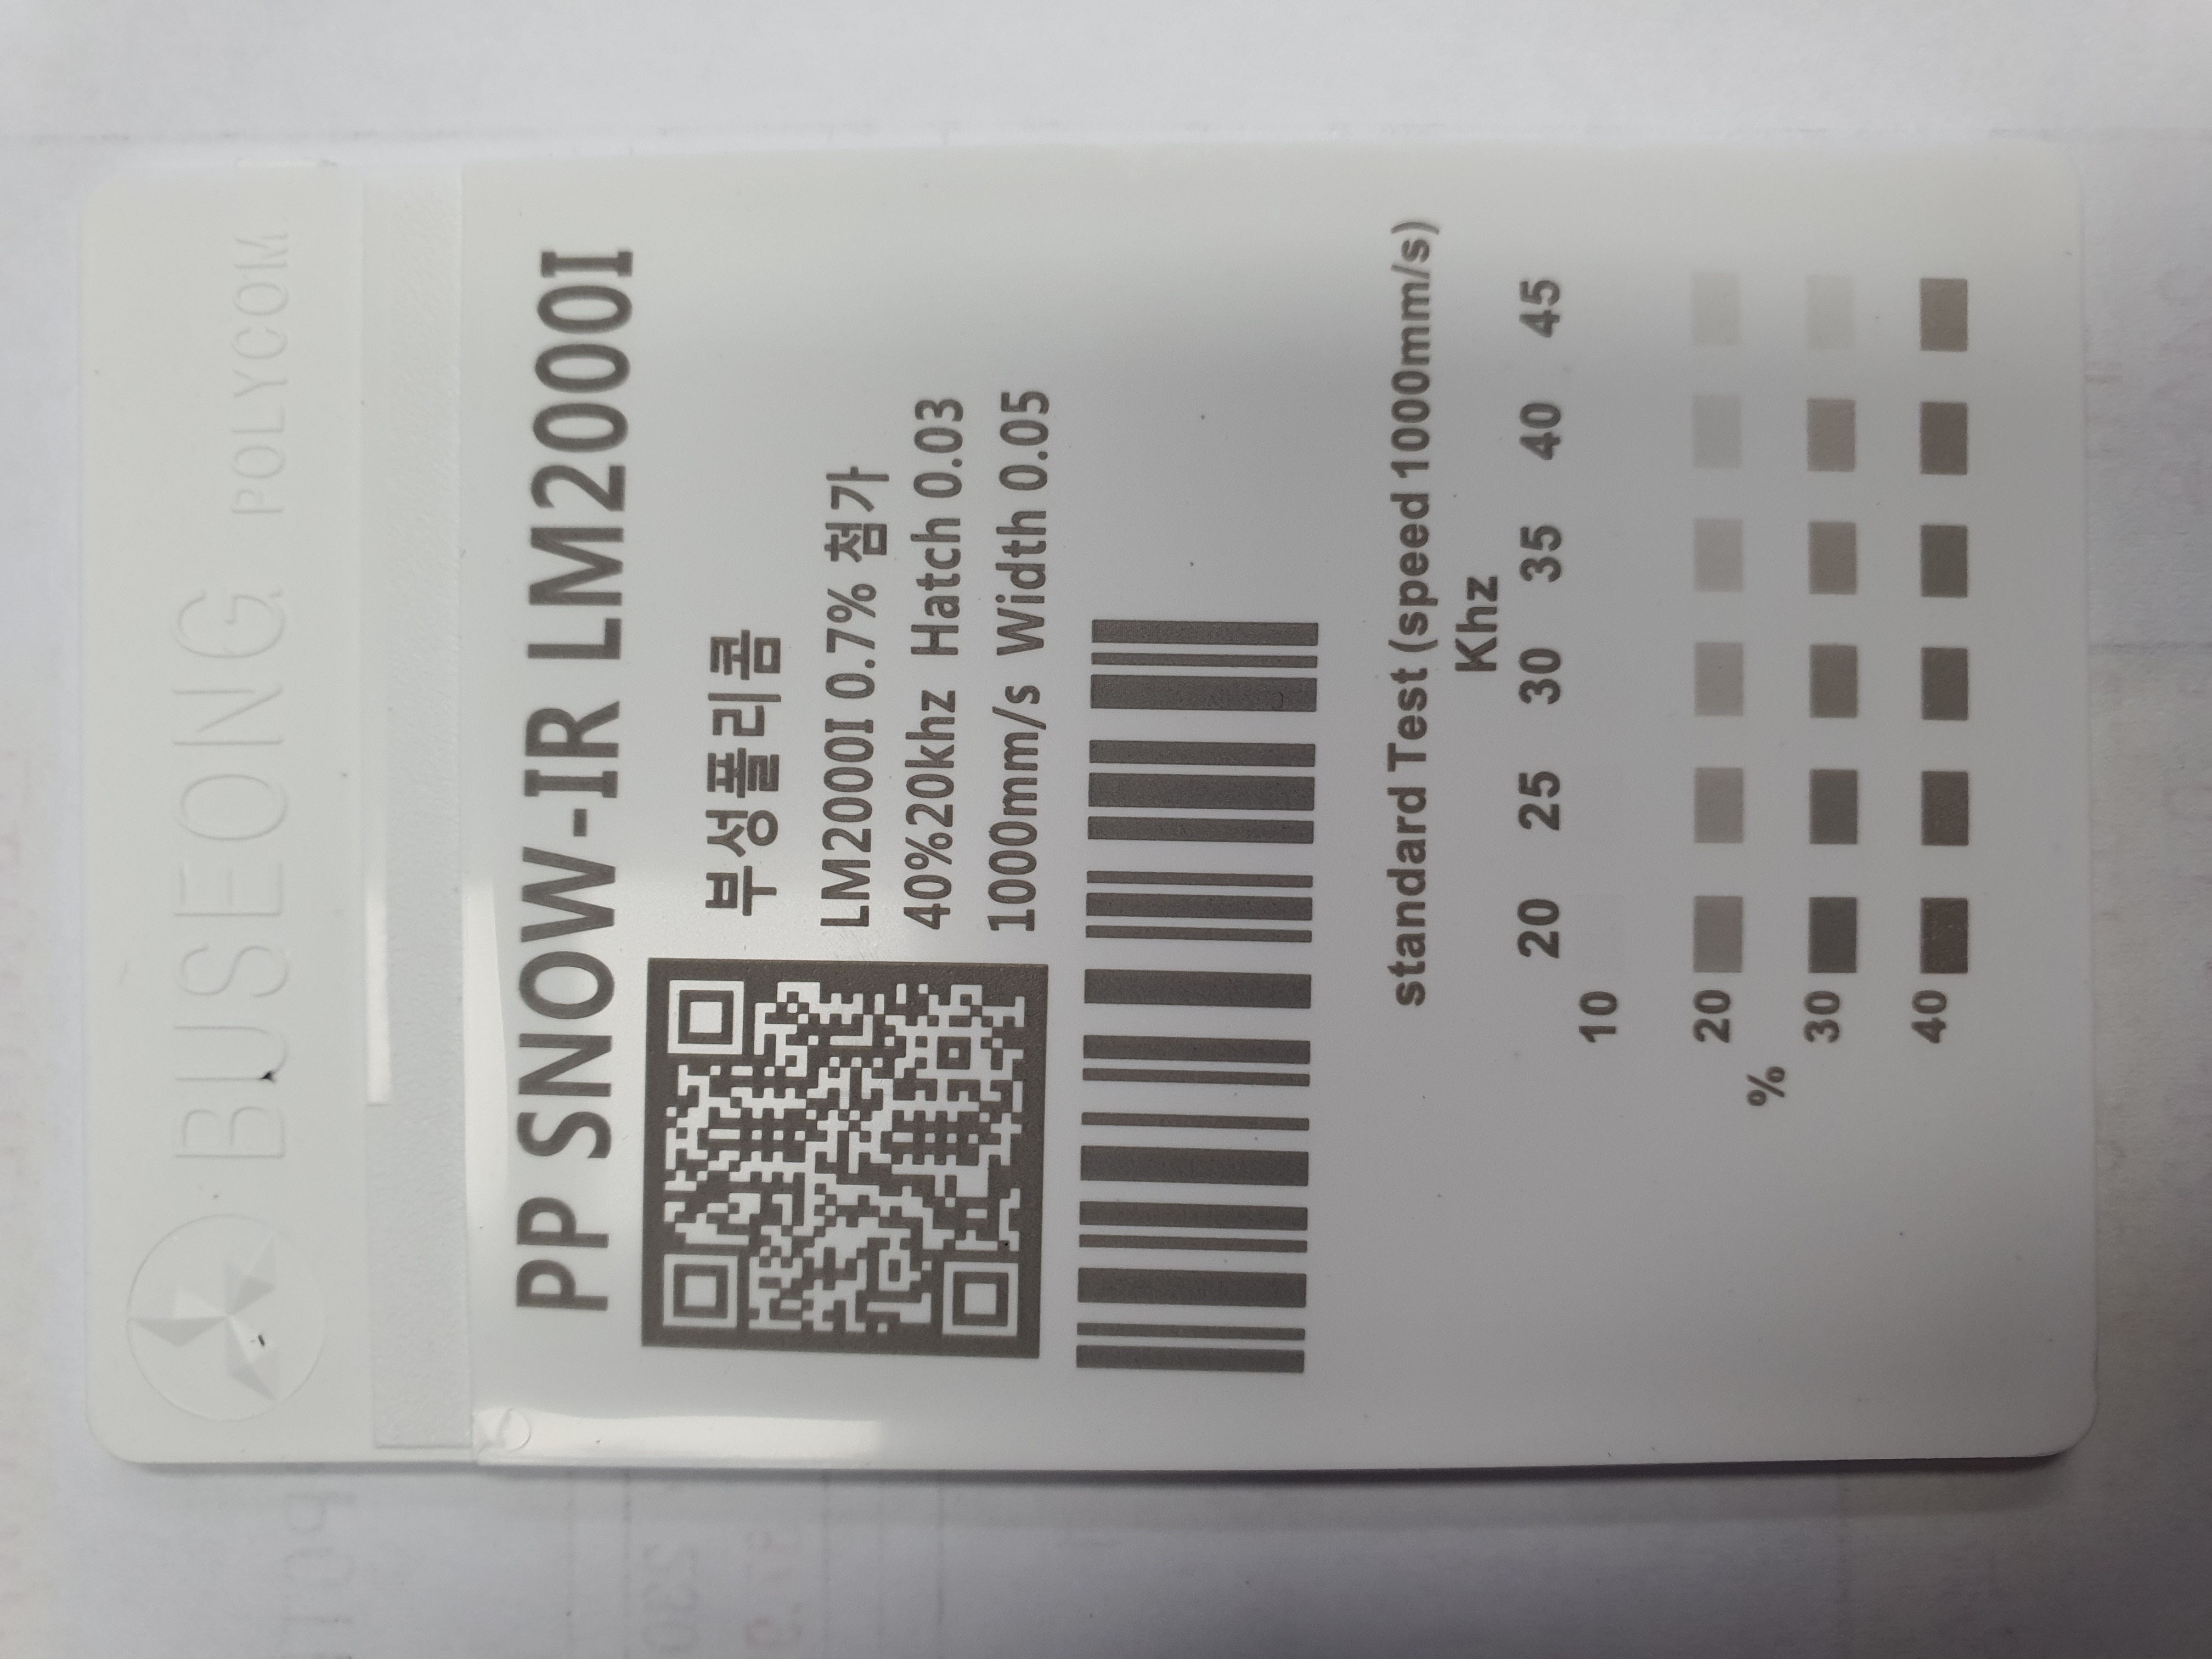 BUSEONG POLYCOM
PP SNOW-IR LM2000I
부성폴리콤
LM2000I 0.7% 첨가
40%20khz Hatch 0.03
1000mm/s Width 0.05
standard Test (speed 1000mm/s)
Khz
20 25 30 35 40 45
10
20
%
30
40